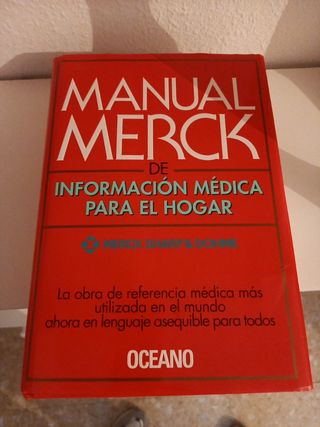 MANUAL
MERCK
DE
INFORMACIÓN MÉDICA
PARA EL HOGAR
MERCK SHARP & DOHME
La obra de referencia médica más
utilizada en el mundo
ahora en lenguaje asequible para todos
OCEANO